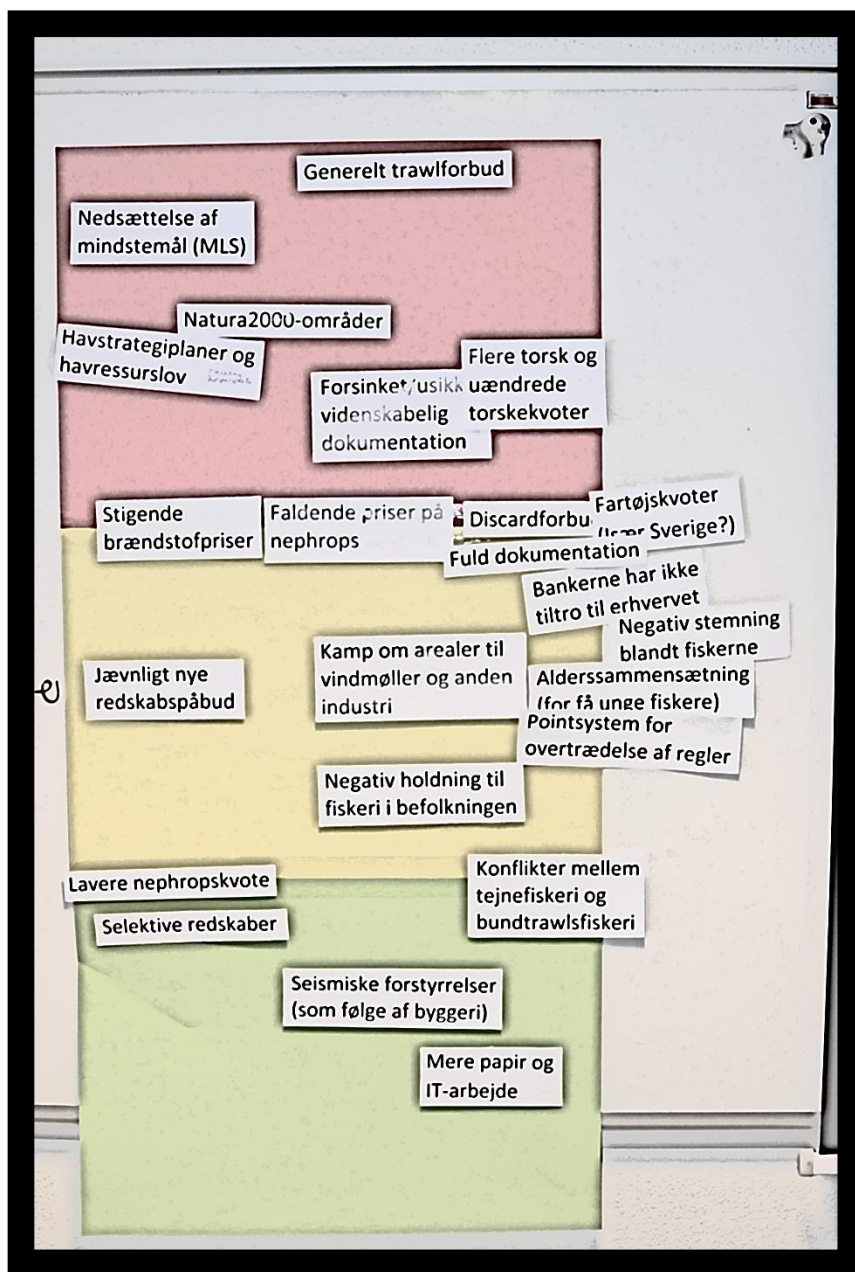 Generelt trawlforbud
Nedsættelse af
mindstemål (MLS)
Natura2000-områder
Havstrategiplaner og
havressurslov
Flere torsk og
uændrede
torskekvoter
Forsinket/usikk
videnskabelig
dokumentation
Stigende
brændstofpriser
Faldende priser på
nephrops
Discardforbu
Fartøjskvoter
(Især Sverige?)
Fuld dokumentation
Bankerne har ikke
tiltro til erhvervet
Negativ stemning
blandt fiskerne
Kamp om arealer til
vindmøller og anden
industri
Jævnligt nye
redskabspåbud
Alderssammensætning
(for få unge fiskere)
Pointsystem for
overtrædelse af regler
Negativ holdning til
fiskeri i befolkningen
Konflikter mellem
tejnefiskeri og
bundtrawlsfiskeri
Lavere nephropskvote
Selektive redskaber
Seismiske forstyrrelser
(som følge af byggeri)
Mere papir og
IT-arbejde